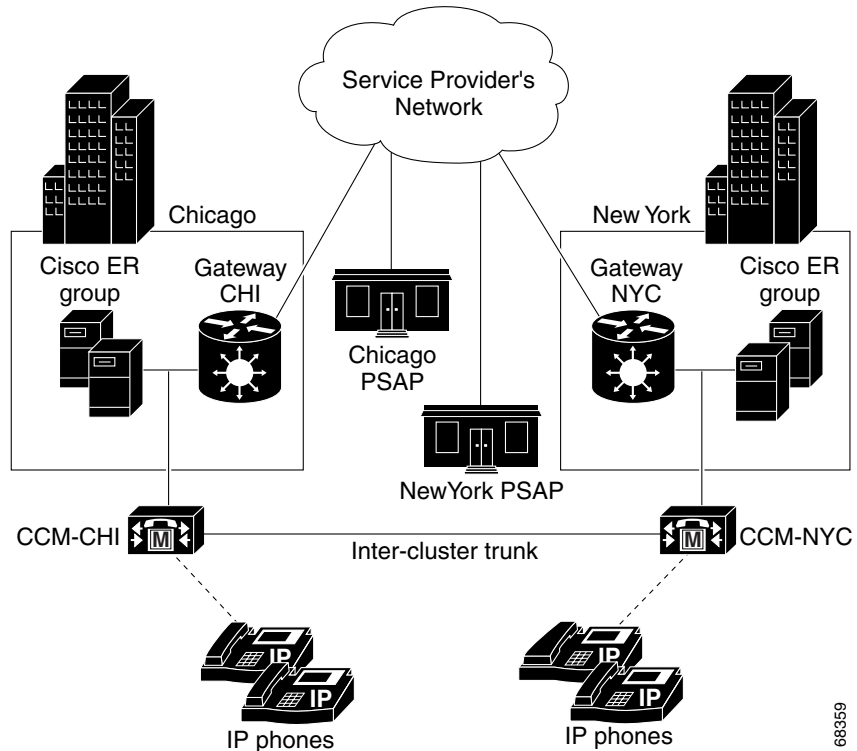 Service Provider's
Network
Chicago
New York
Cisco ER
group
Gateway
CHI
Gateway
NYC
Cisco ER
group
Chicago
PSAP
NewYork PSAP
CCM-CHI
M
Inter-cluster trunk
M
CCM-NYC
IP
IP
IP phones
IP
IP
IP phones
68359